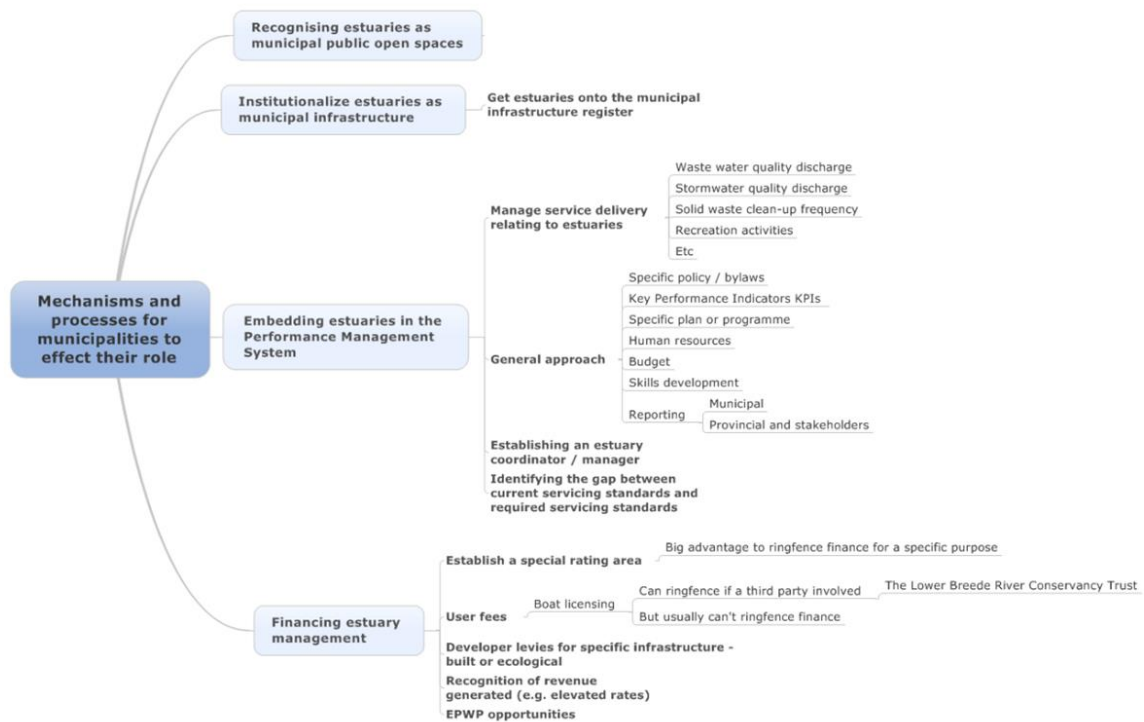 Mechanisms and
processes for
municipalities to
effect their role
Recognising estuaries as
municipal public open spaces
Institutionalize estuaries as
municipal infrastructure
Get estuaries onto the municipal
infrastructure register
Embedding estuaries in the
Performance Management
System
Manage service delivery
relating to estuaries
Waste water quality discharge
Stormwater quality discharge
Solid waste clean-up frequency
Recreation activities
Etc
General approach
Specific policy / bylaws
Key Performance Indicators KPIs
Specific plan or programme
Human resources
Budget
Skills development
Reporting
Municipal
Provincial and stakeholders
Establishing an estuary
coordinator / manager
Identifying the gap between
current servicing standards and
required servicing standards
Financing estuary
management
Establish a special rating area
Big advantage to ringfence finance for a specific purpose
User fees
Boat licensing
Can ringfence if a third party involved
The Lower Breede River Conservancy Trust
But usually can't ringfence finance
Developer levies for specific infrastructure -
built or ecological
Recognition of revenue
generated (e.g. elevated rates)
EPWP opportunities